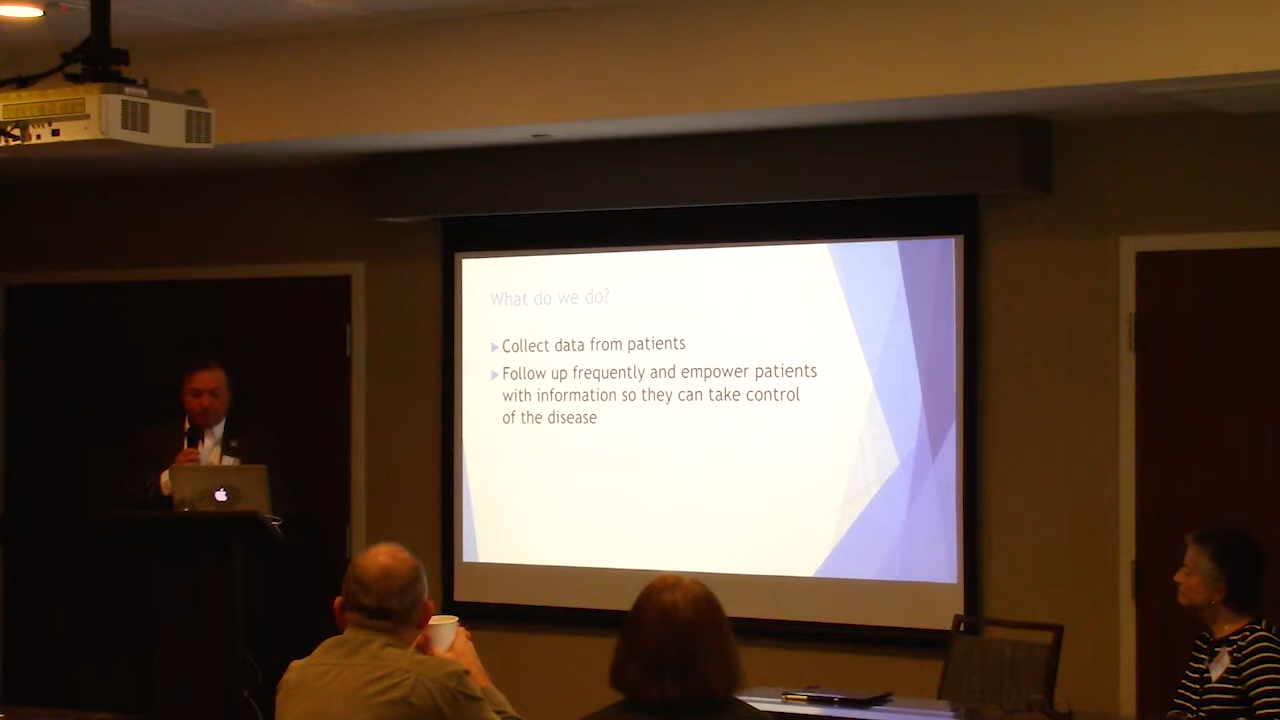 What do we do?
Collect data from patients
Follow up frequently and empower patients
with information so they can take control
of the disease